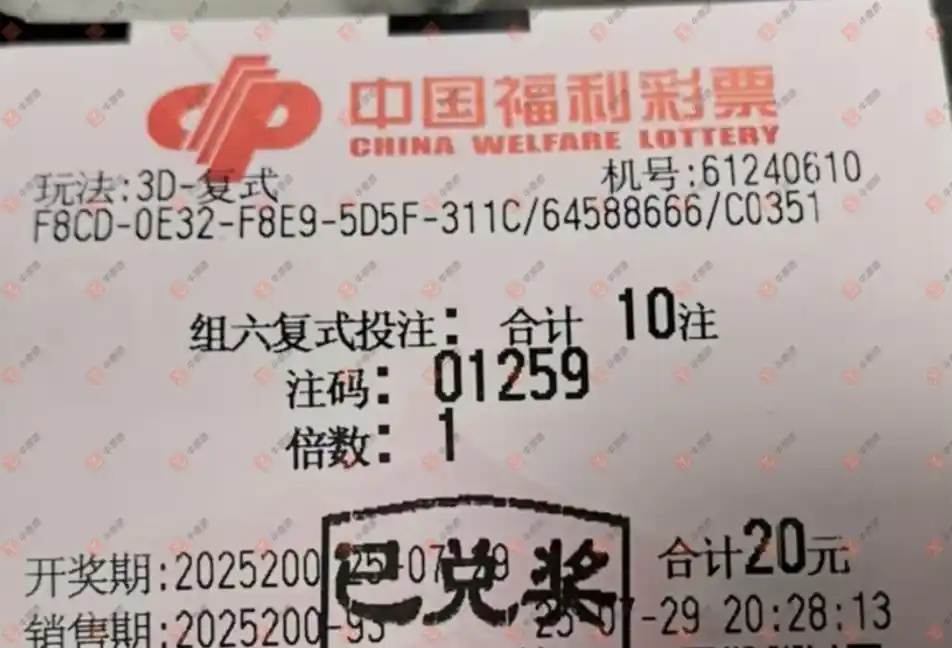 中国福利彩票
CHINA WELFARE LOTTERY
玩法:3D-复式 机号:61240610
F8CD-0E32-F8E9-5D5F-311C/64588666/C0351
组六复式投注: 合计 10注
注码: 01259
倍数: 1
已兑奖
开奖期:2025200 合计20元
销售期:2025200 -07-29 20:28:13